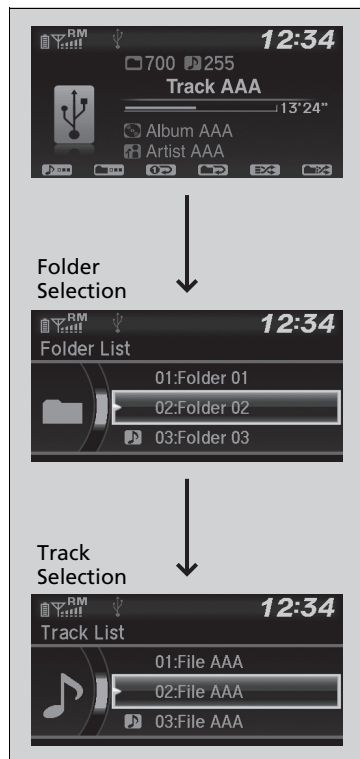 RM 12:34
700 255
Track AAA
13'24"
Album AAA
Artist AAA
Folder
Selection
RM 12:34
Folder List
01:Folder 01
02:Folder 02
03:Folder 03
Track
Selection
RM 12:34
Track List
01:File AAA
02:File AAA
03:File AAA